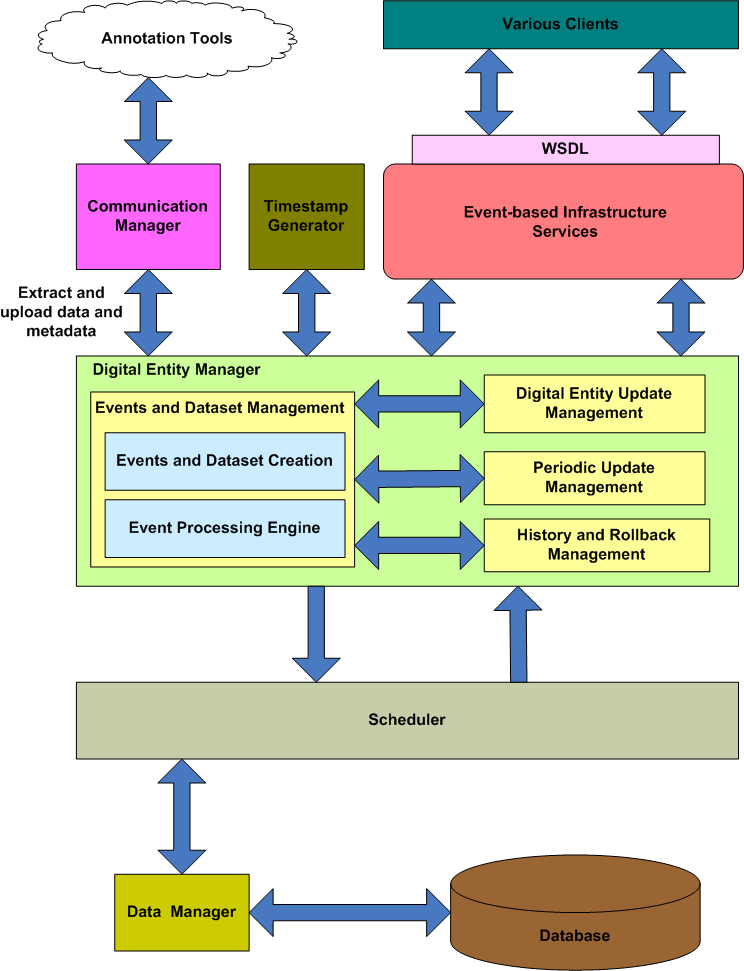 Annotation Tools
Various Clients
WSDL
Communication
Manager
Timestamp
Generator
Event-based Infrastructure
Services
Extract and
upload data and
metadata
Digital Entity Manager
Events and Dataset Management
Events and Dataset Creation
Event Processing Engine
Digital Entity Update
Management
Periodic Update
Management
History and Rollback
Management
Scheduler
Data Manager
Database